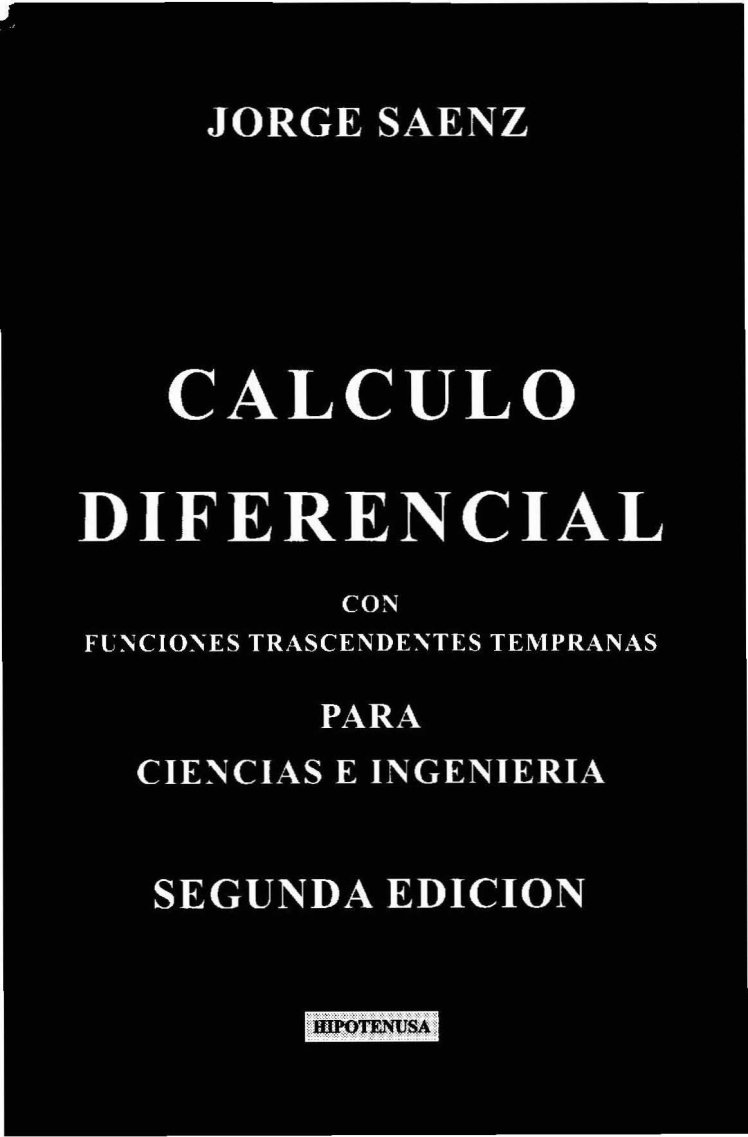 JORGE SAENZ
CALCULO
DIFERENCIAL
CON
FUNCIONES TRASCENDENTES TEMPRANAS
PARA
CIENCIAS E INGENIERIA
SEGUNDA EDICION
HIPOTENUSA